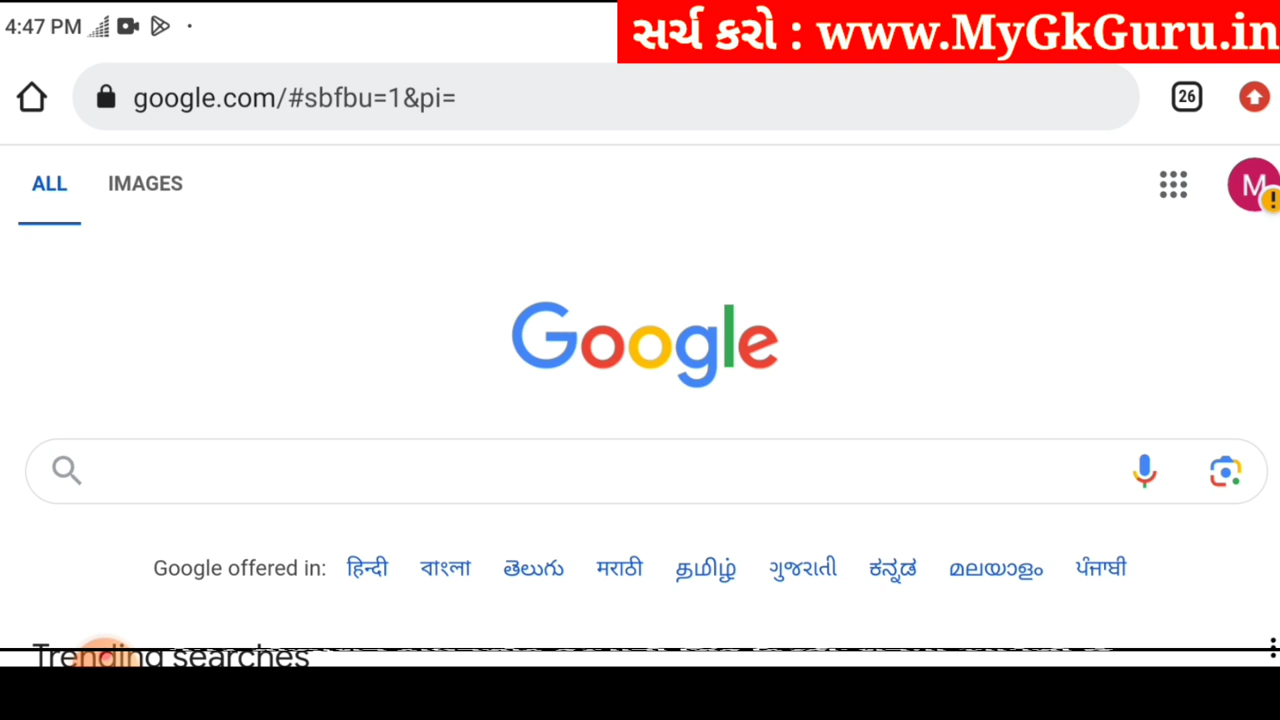 4:47 PM
સર્ચ કરો : www.MyGkGuru.in
google.com/#sbfbu=1&pi=
26
ALL IMAGES
M
Google
Google offered in: हिन्दी বাংলা తెలుగు मराठी தமிழ் ગુજરાતી ಕನ್ನಡ മലയാളം ਪੰਜਾਬੀ
Trending searches